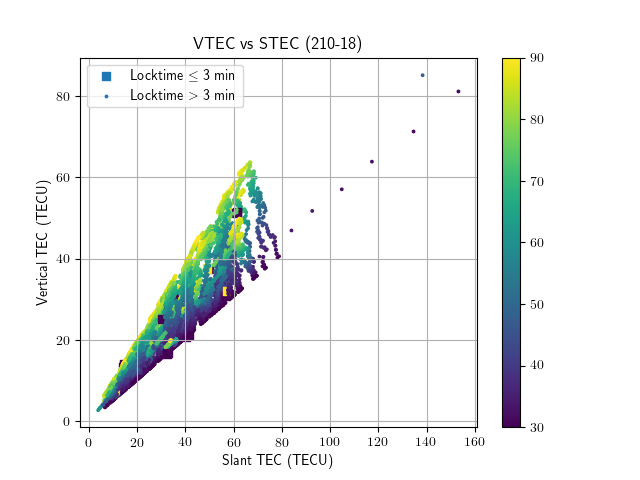 VTEC vs STEC (210-18)
Locktime ≤ 3 min
Locktime > 3 min
Vertical TEC (TECU)
80
60
40
20
0
0 20 40 60 80 100 120 140 160
Slant TEC (TECU)
90
80
70
60
50
40
30